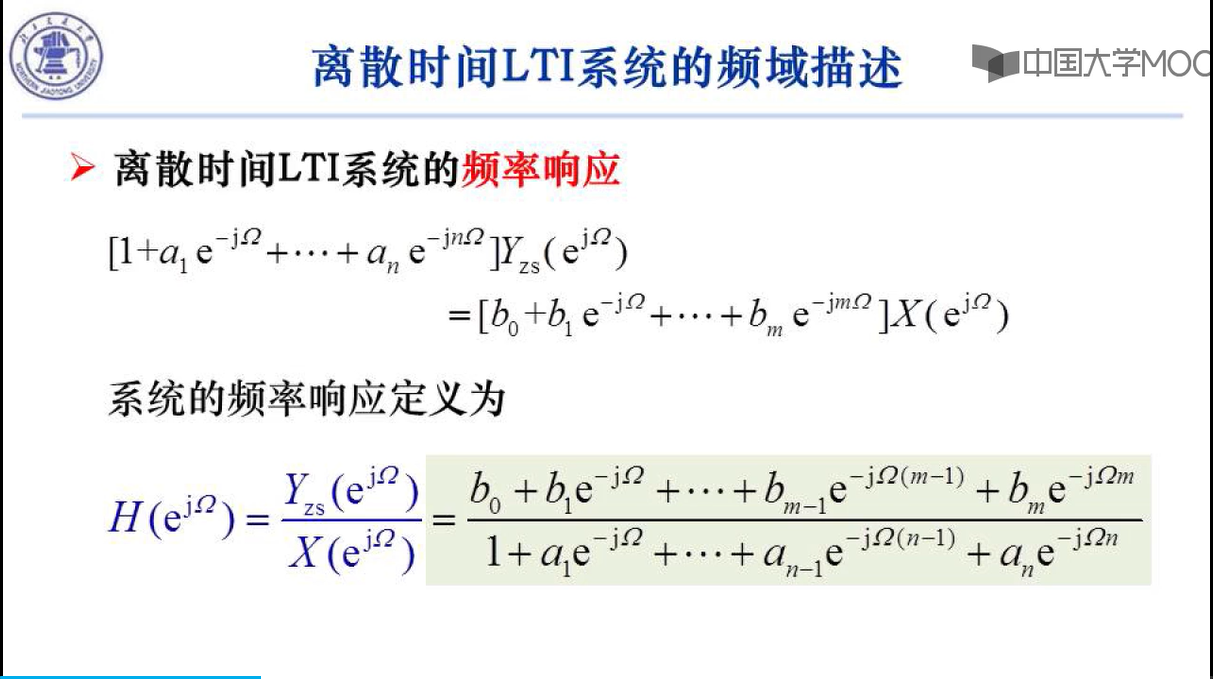 离散时间LTI系统的频域描述
中国大学MOOC
离散时间LTI系统的频率响应
[1+a₁ e^{-jΩ}+⋯+aₙ e^{-jnΩ}]Y_{zs}(e^{jΩ})
=[b₀+b₁ e^{-jΩ}+⋯+bₘ e^{-jmΩ}]X(e^{jΩ})
系统的频率响应定义为
H(e^{jΩ}) = Y_{zs}(e^{jΩ}) / X(e^{jΩ}) = (b₀+b₁e^{-jΩ}+⋯+b_{m-1}e^{-jΩ(m-1)}+bₘe^{-jΩm}) / (1+a₁e^{-jΩ}+⋯+a_{n-1}e^{-jΩ(n-1)}+aₙe^{-jΩn})